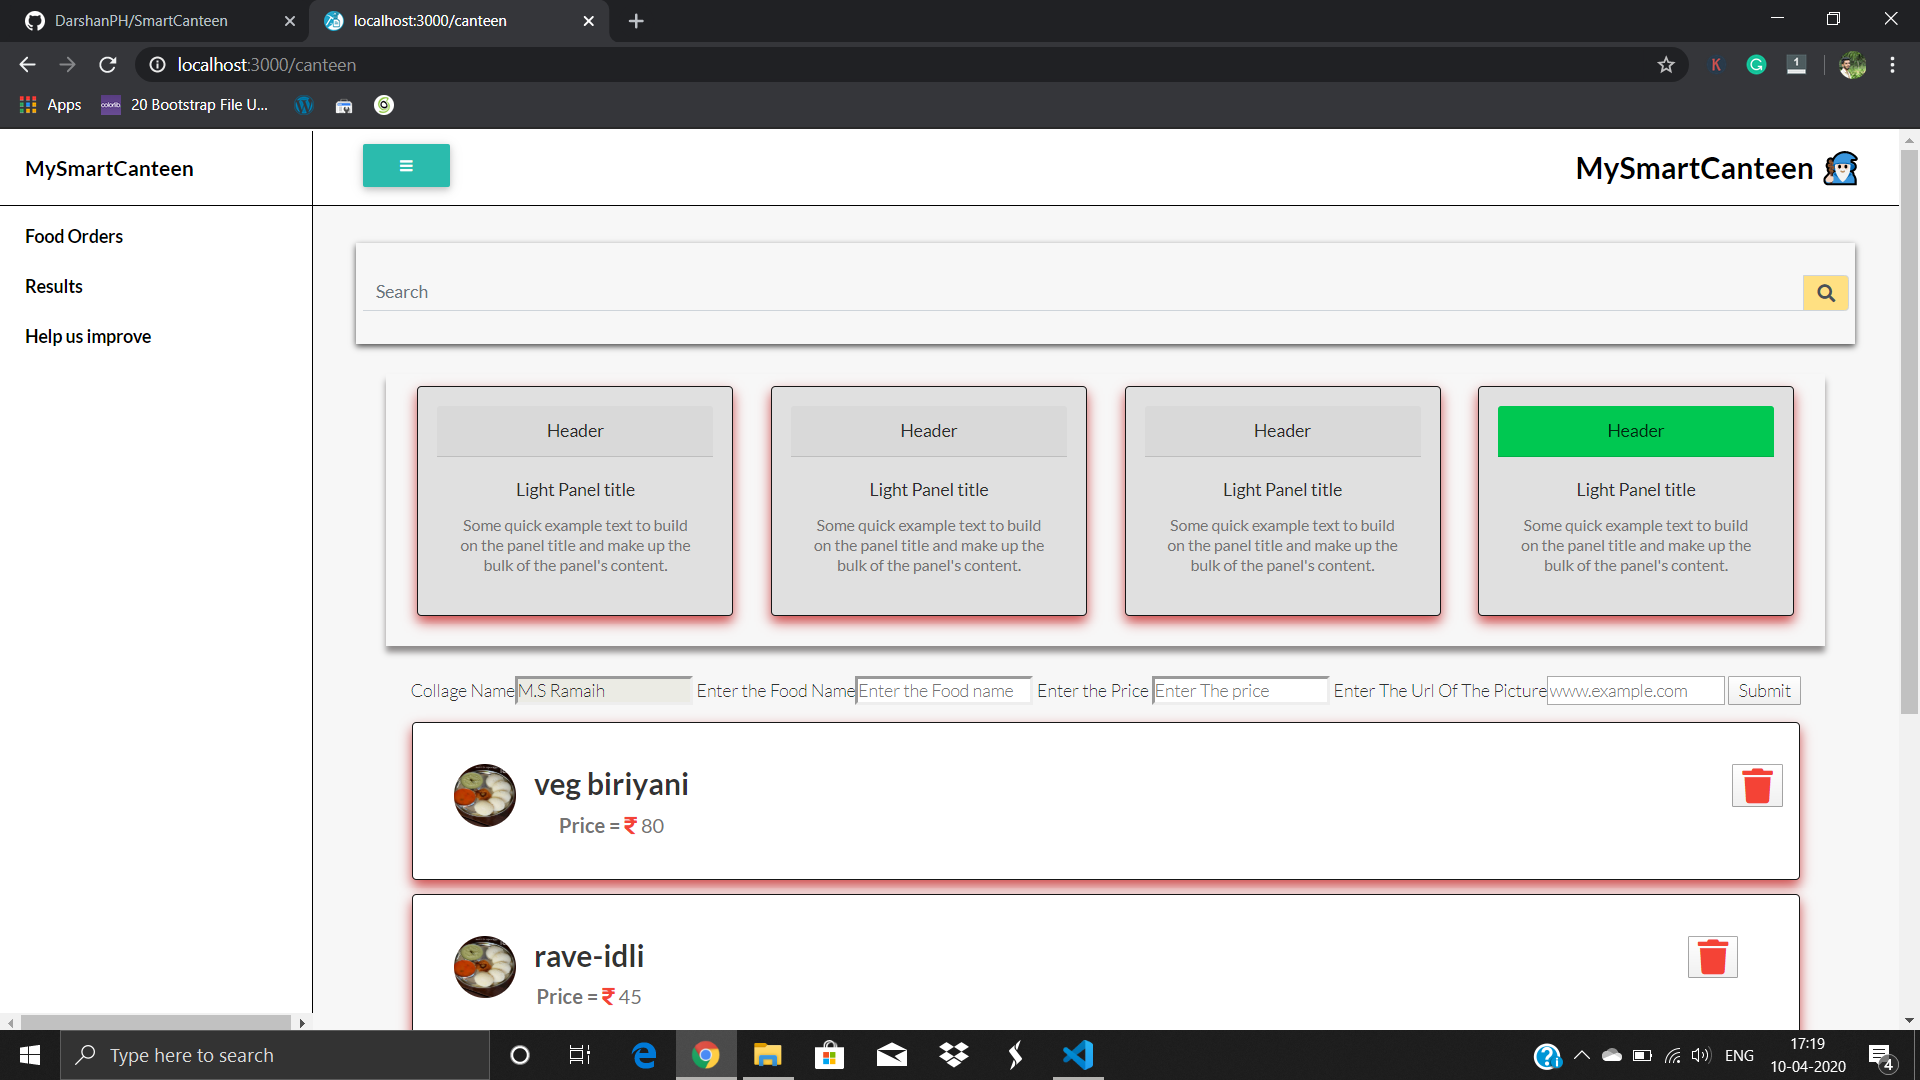 DarshanPH/SmartCanteen
localhost:3000/canteen
localhost:3000/canteen
K
1
Apps
colorlib
20 Bootstrap File U...
MySmartCanteen
MySmartCanteen
Food Orders
Results
Help us improve
Search
Header
Light Panel title
Some quick example text to build
on the panel title and make up the
bulk of the panel's content.
Header
Light Panel title
Some quick example text to build
on the panel title and make up the
bulk of the panel's content.
Header
Light Panel title
Some quick example text to build
on the panel title and make up the
bulk of the panel's content.
Header
Light Panel title
Some quick example text to build
on the panel title and make up the
bulk of the panel's content.
Collage Name M.S Ramaih Enter the Food Name Enter the Food name Enter the Price Enter The price Enter The Url Of The Picture www.example.com Submit
veg biriyani
Price = ₹ 80
rave-idli
Price = ₹ 45
Type here to search
ENG
17:19
10-04-2020
4